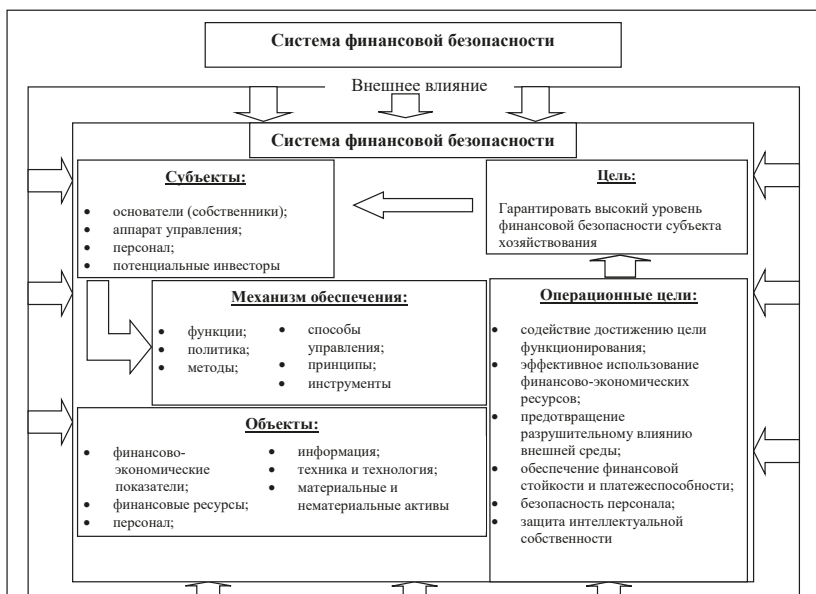 Система финансовой безопасности
Внешнее влияние
Система финансовой безопасности
Субъекты:
• основатели (собственники);
• аппарат управления;
• персонал;
• потенциальные инвесторы
Цель:
Гарантировать высокий уровень
финансовой безопасности субъекта
хозяйствования
Механизм обеспечения:
• функции;
• политика;
• методы;
• способы
управления;
• принципы;
• инструменты
Операционные цели:
• содействие достижению цели
функционирования;
• эффективное использование
финансово-экономических
ресурсов;
• предотвращение
разрушительному влиянию
внешней среды;
• обеспечение финансовой
стойкости и платежеспособности;
• безопасность персонала;
• защита интеллектуальной
собственности
Объекты:
• финансово-
экономические
показатели;
• финансовые ресурсы;
• персонал;
• информация;
• техника и технология;
• материальные и
нематериальные активы